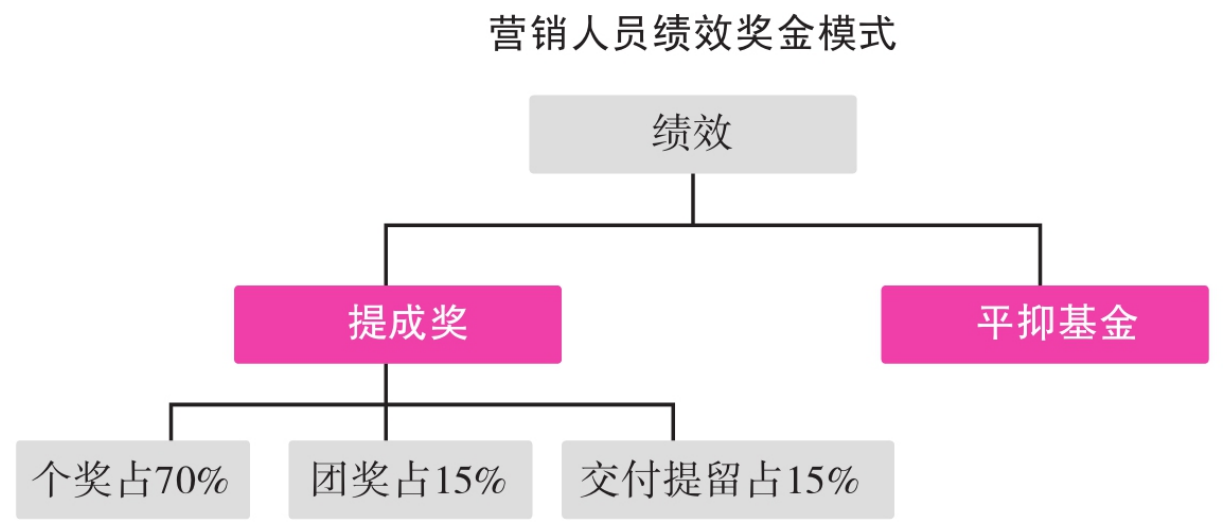 营销人员绩效奖金模式
绩效
提成奖
平抑基金
个奖占70%
团奖占15%
交付提留占15%